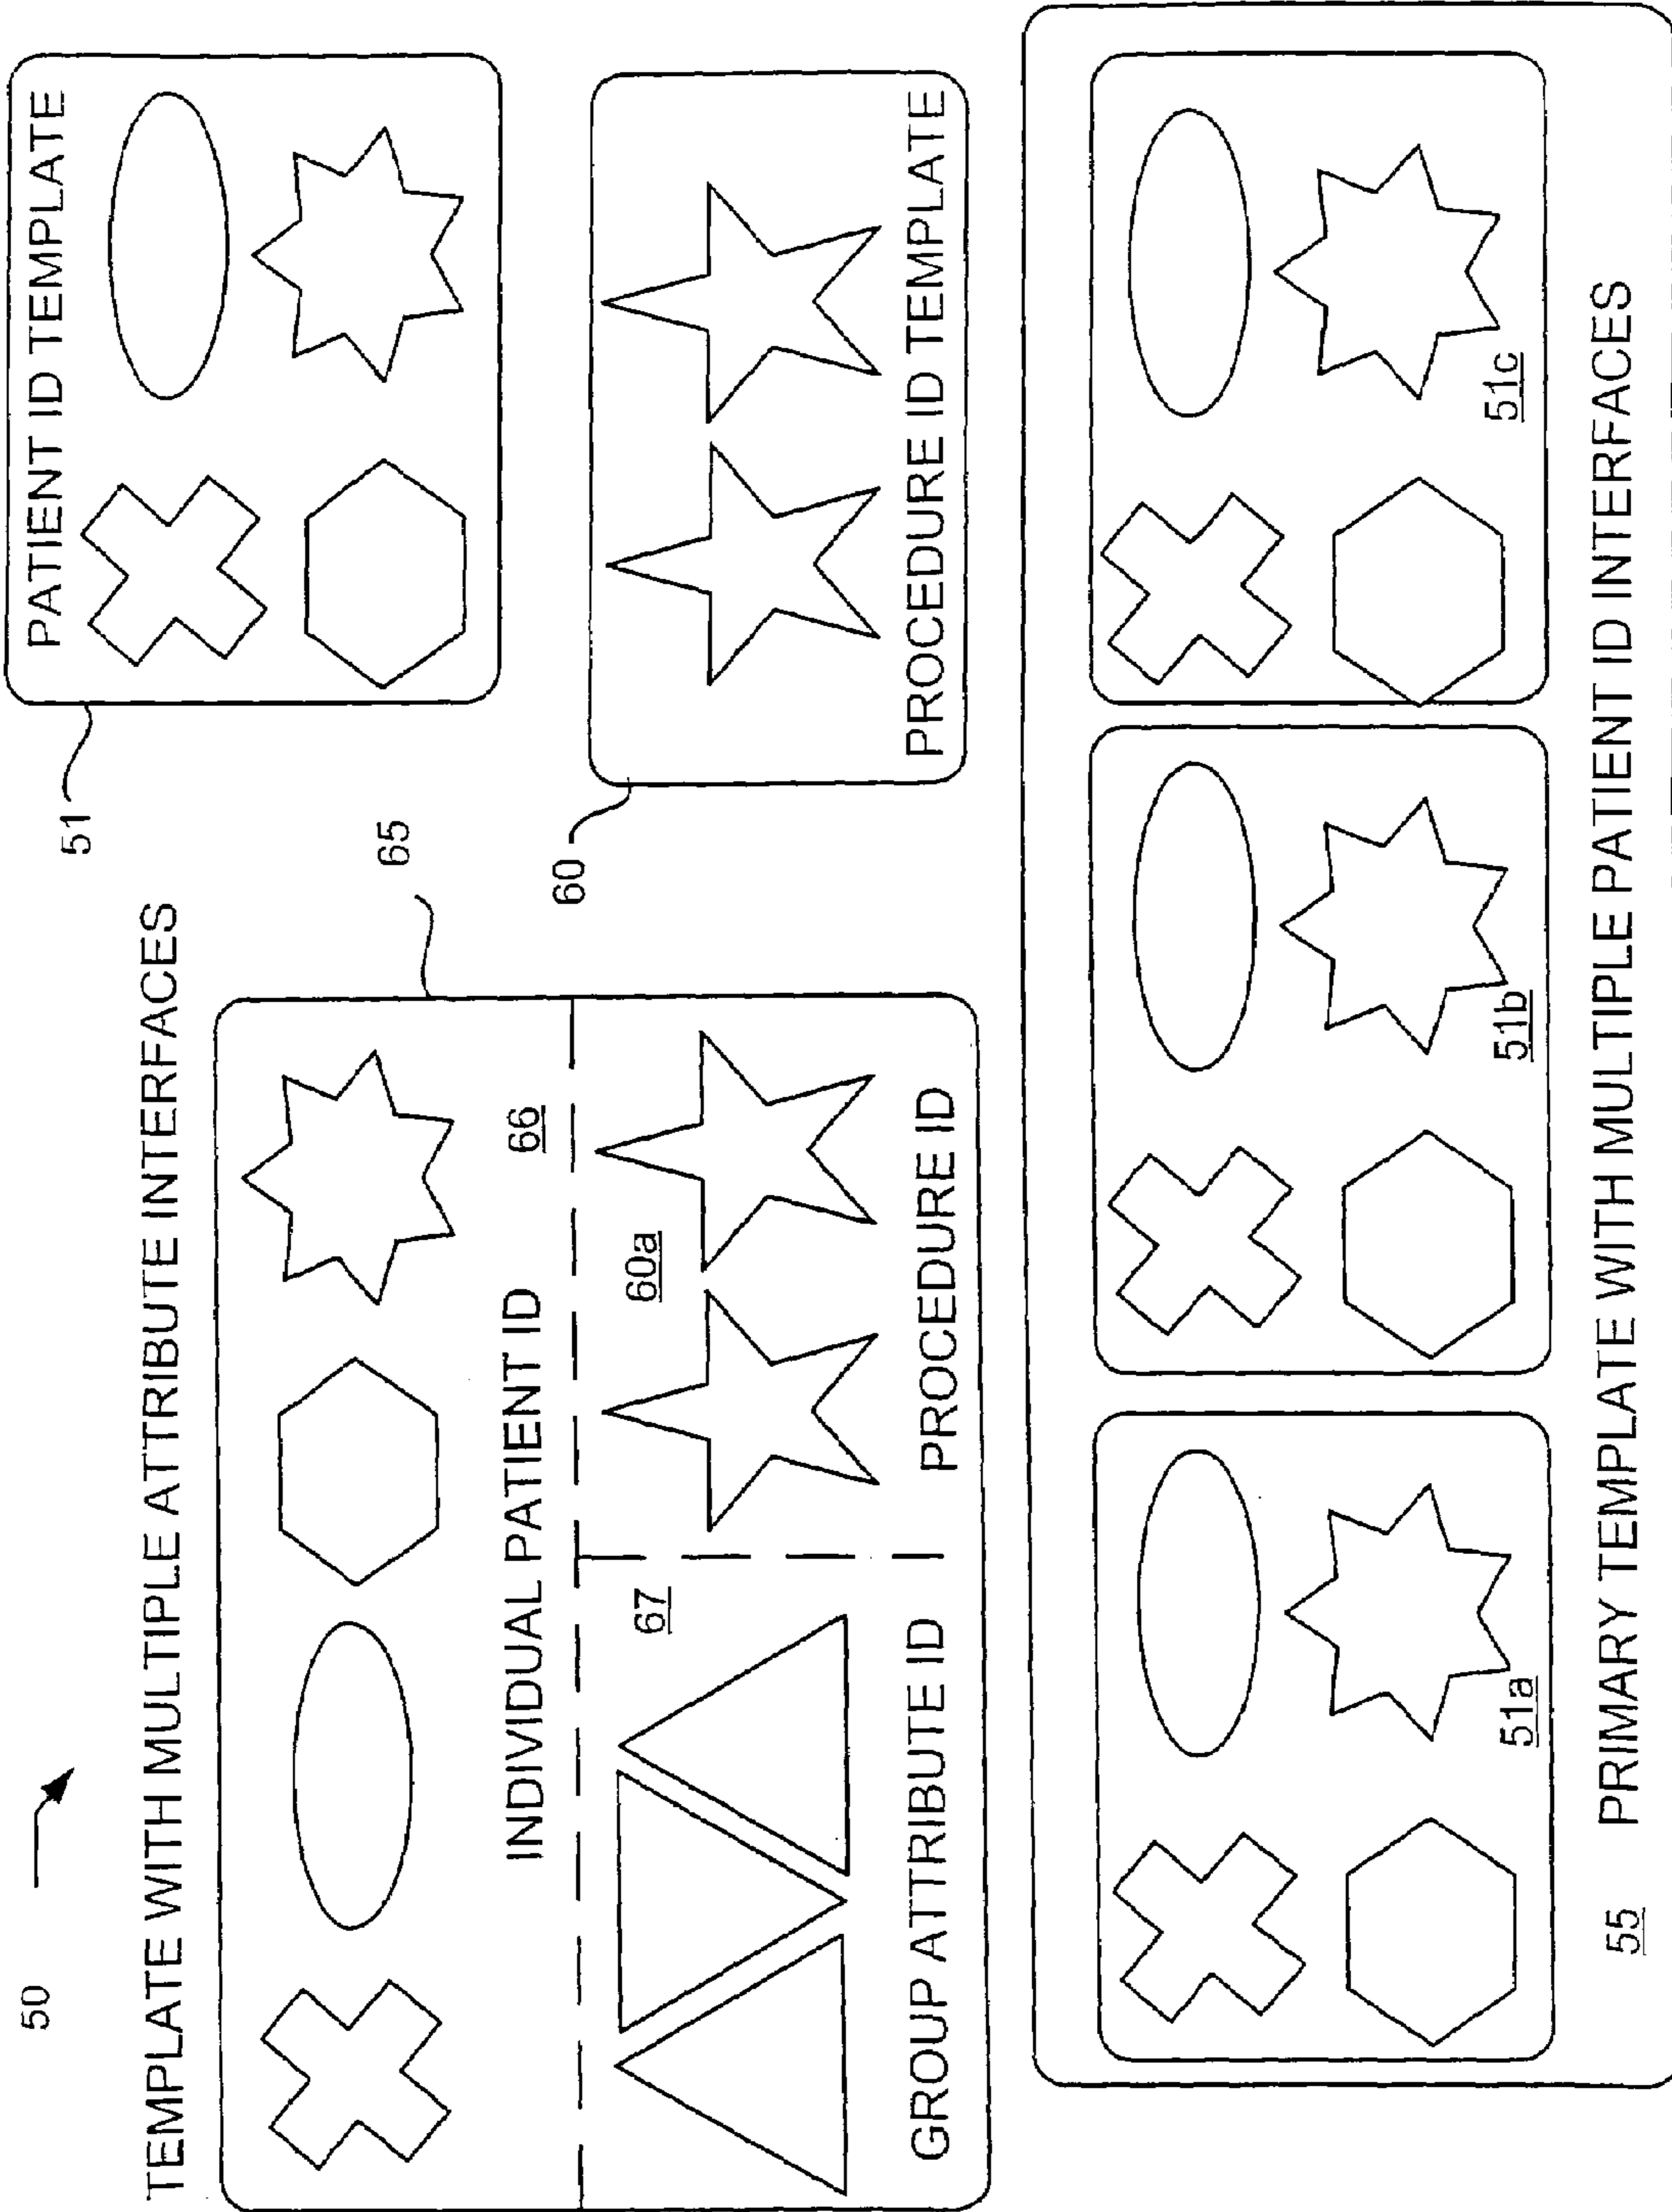 50
TEMPLATE WITH MULTIPLE ATTRIBUTE INTERFACES
65
INDIVIDUAL PATIENT ID
66
67
60a
GROUP ATTRIBUTE ID
PROCEDURE ID
51
PATIENT ID TEMPLATE
60
PROCEDURE ID TEMPLATE
51a
51b
51c
55
PRIMARY TEMPLATE WITH MULTIPLE PATIENT ID INTERFACES